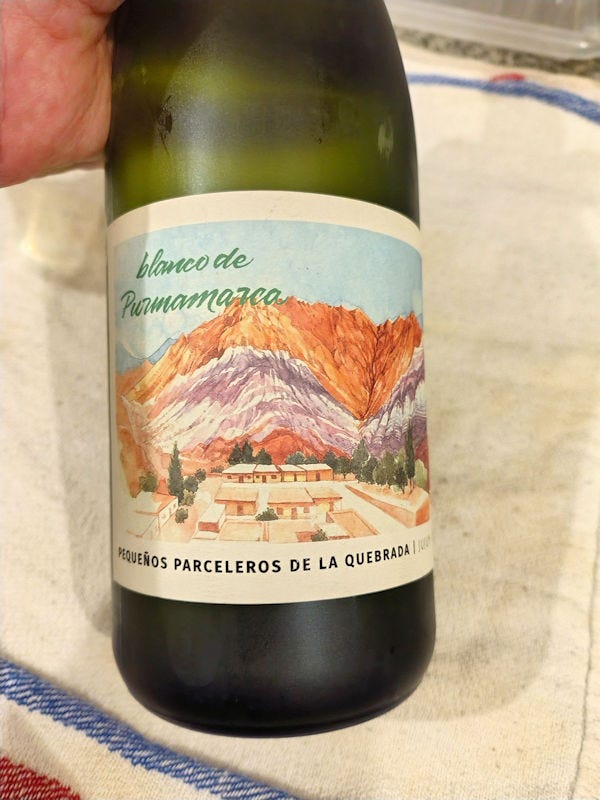 blanco de
Purmamarca
PEQUEÑOS PARCELEROS DE LA QUEBRADA |